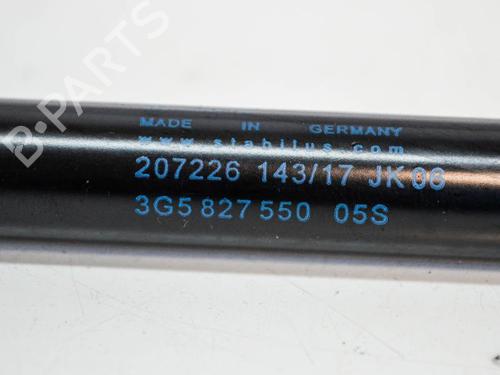 MADE IN GERMANY
www.stabilus.com
207226 143/17 JK06
3G5 827 550 05S
B-PARTS